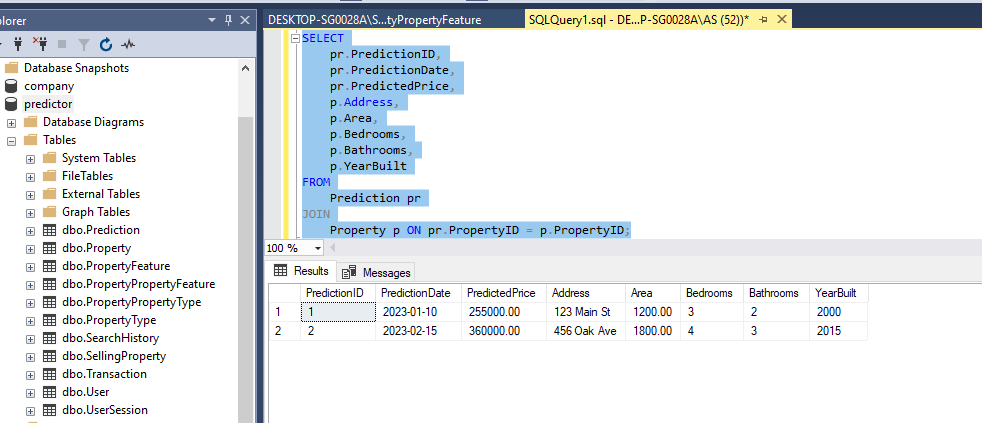 plorer
DESKTOP-SG0028A\S...tyPropertyFeature
SQLQuery1.sql - DE...P-SG0028A\AS (52))*
Database Snapshots
company
predictor
Database Diagrams
Tables
System Tables
FileTables
External Tables
Graph Tables
dbo.Prediction
dbo.Property
dbo.PropertyFeature
dbo.PropertyPropertyFeature
dbo.PropertyPropertyType
dbo.PropertyType
dbo.SearchHistory
dbo.SellingProperty
dbo.Transaction
dbo.User
dbo.UserSession
SELECT
pr.PredictionID,
pr.PredictionDate,
pr.PredictedPrice,
p.Address,
p.Area,
p.Bedrooms,
p.Bathrooms,
p.YearBuilt
FROM
Prediction pr
JOIN
Property p ON pr.PropertyID = p.PropertyID;
100 %
Results Messages
PredictionID PredictionDate PredictedPrice Address Area Bedrooms Bathrooms YearBuilt
1 1 2023-01-10 255000.00 123 Main St 1200.00 3 2 2000
2 2 2023-02-15 360000.00 456 Oak Ave 1800.00 4 3 2015